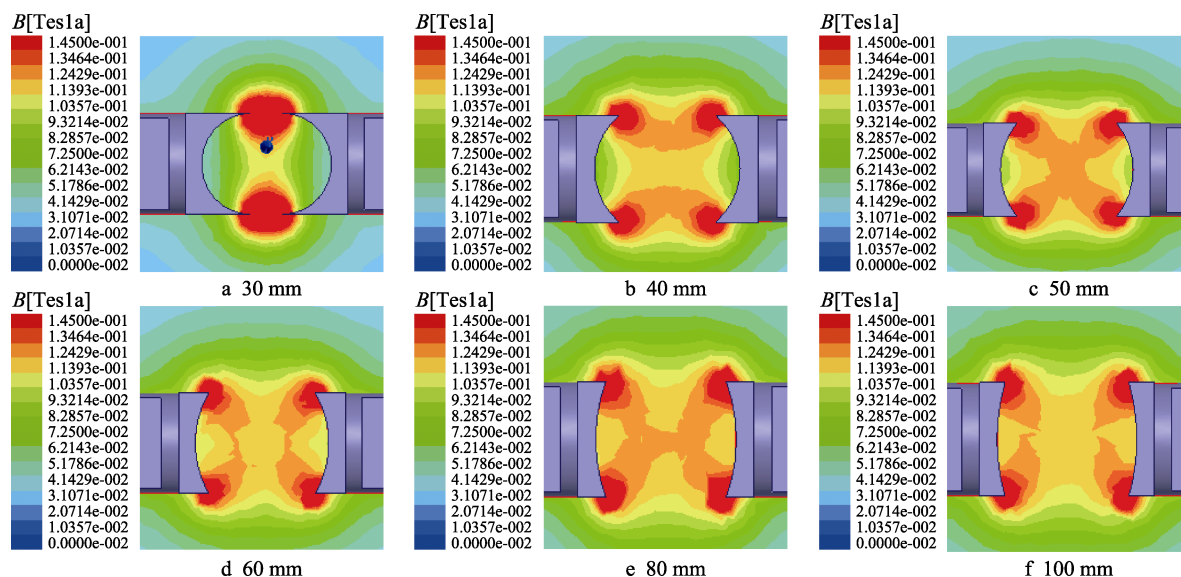 B[Tes1a]
1.4500e-001
1.3464e-001
1.2429e-001
1.1393e-001
1.0357e-001
9.3214e-002
8.2857e-002
7.2500e-002
6.2143e-002
5.1786e-002
4.1429e-002
3.1071e-002
2.0714e-002
1.0357e-002
0.0000e-002
a 30 mm
B[Tes1a]
1.4500e-001
1.3464e-001
1.2429e-001
1.1393e-001
1.0357e-001
9.3214e-002
8.2857e-002
7.2500e-002
6.2143e-002
5.1786e-002
4.1429e-002
3.1071e-002
2.0714e-002
1.0357e-002
0.0000e-002
b 40 mm
B[Tes1a]
1.4500e-001
1.3464e-001
1.2429e-001
1.1393e-001
1.0357e-001
9.3214e-002
8.2857e-002
7.2500e-002
6.2143e-002
5.1786e-002
4.1429e-002
3.1071e-002
2.0714e-002
1.0357e-002
0.0000e-002
c 50 mm
B[Tes1a]
1.4500e-001
1.3464e-001
1.2429e-001
1.1393e-001
1.0357e-001
9.3214e-002
8.2857e-002
7.2500e-002
6.2143e-002
5.1786e-002
4.1429e-002
3.1071e-002
2.0714e-002
1.0357e-002
0.0000e-002
d 60 mm
B[Tes1a]
1.4500e-001
1.3464e-001
1.2429e-001
1.1393e-001
1.0357e-001
9.3214e-002
8.2857e-002
7.2500e-002
6.2143e-002
5.1786e-002
4.1429e-002
3.1071e-002
2.0714e-002
1.0357e-002
0.0000e-002
e 80 mm
B[Tes1a]
1.4500e-001
1.3464e-001
1.2429e-001
1.1393e-001
1.0357e-001
9.3214e-002
8.2857e-002
7.2500e-002
6.2143e-002
5.1786e-002
4.1429e-002
3.1071e-002
2.0714e-002
1.0357e-002
0.0000e-002
f 100 mm